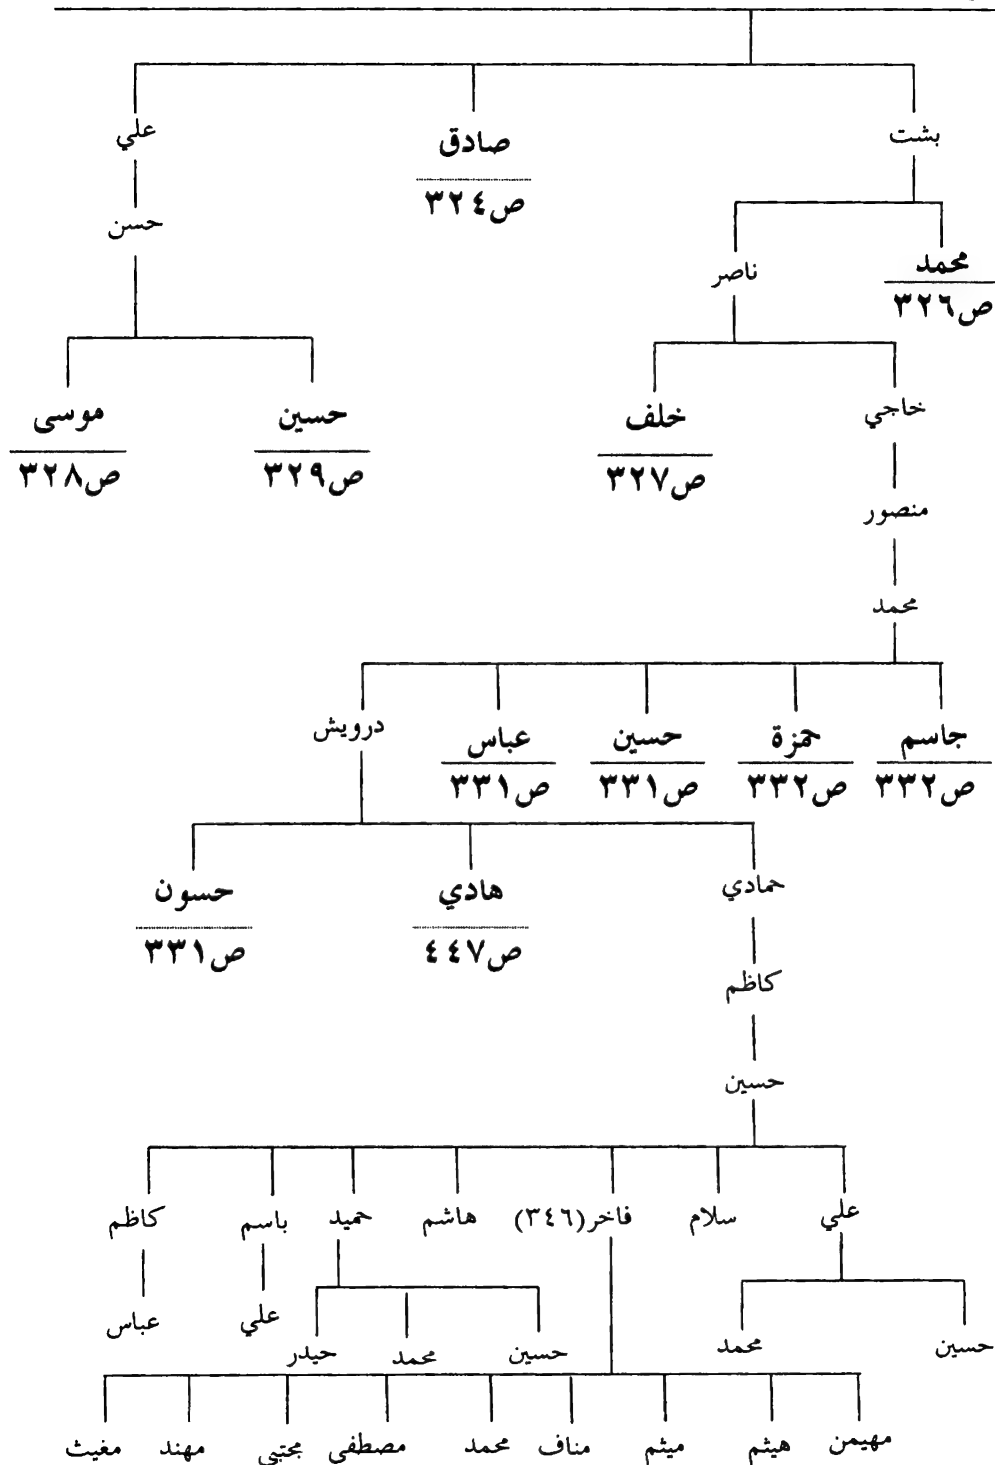 بشت صادق علي
ص٣٢٤
حسن
محمد ناصر
ص٣٢٦
خاجي خلف حسين موسى
ص٣٢٧ ص٣٢٩ ص٣٢٨
منصور
محمد
جاسم حمزة حسين عباس درويش
ص٣٣٢ ص٣٣٢ ص٣٣١ ص٣٣١
حمادي هادي حسون
ص٤٤٧ ص٣٣١
كاظم
حسين
علي سلام فاخر(٣٤٦) هاشم حميد باسم كاظم
حسين محمد حسين محمد حيدر علي عباس
مهيمن هيثم ميثم مناف محمد مصطفى مجتبى مهند مغيث